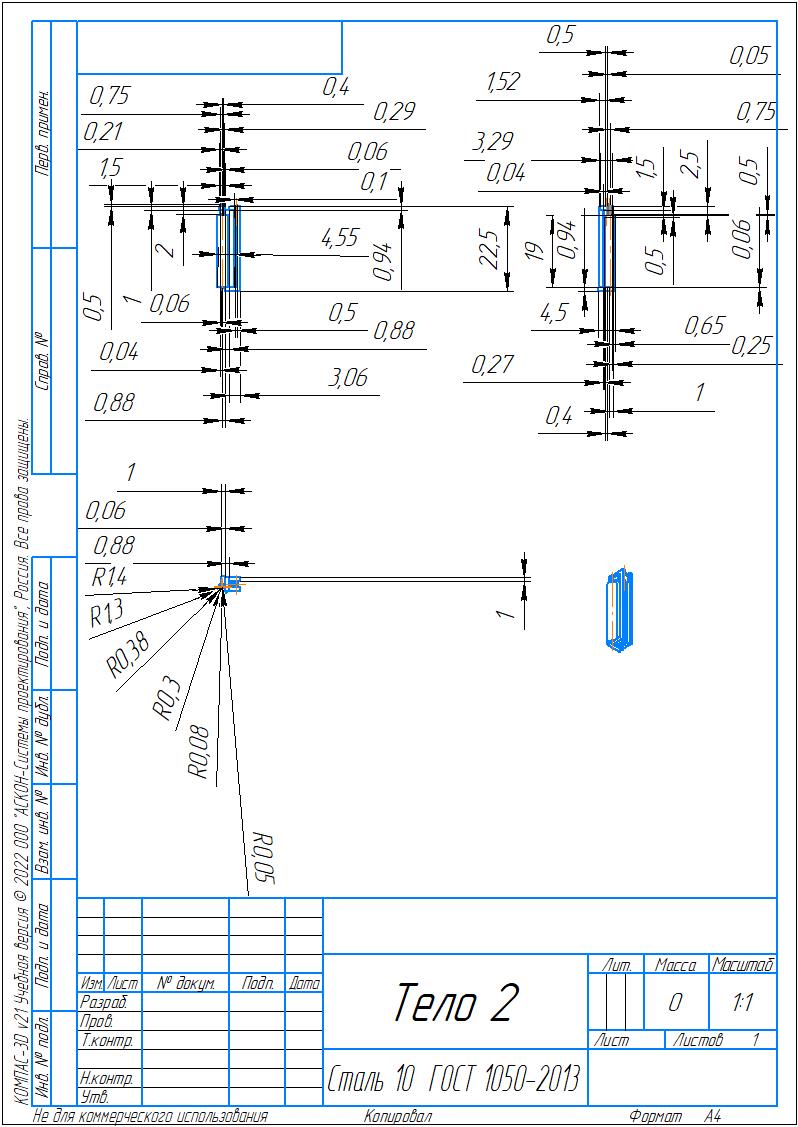 0,5
0,05
1,52
0,75
0,4
0,75
0,29
0,21
3,29
0,06
0,04
1,5
2,5
0,5
1,5
0,1
4,55
0,94
22,5
19
0,94
0,5
0,06
2
1
0,5
0,06
0,5
0,88
4,5
0,65
0,25
0,04
3,06
0,27
1
0,88
0,4
1
0,06
0,88
R1,4
R1,3
R0,38
R0,3
R0,08
R0,05
1
Перв. примен.
Справ. №
Подп. и дата
Инв. № дубл.
Взам. инв. №
Подп. и дата
Инв. № подл.
КОМПАС-3D v21 Учебная версия © 2022 ООО "АСКОН-Системы проектирования", Россия. Все права защищены.
Изм. Лист № докум. Подп. Дата
Разраб.
Пров.
Т.контр.
Н.контр.
Утв.
Тело 2
Сталь 10 ГОСТ 1050-2013
Лит. Масса Масштаб
0 1:1
Лист Листов 1
Не для коммерческого использования Копировал Формат А4